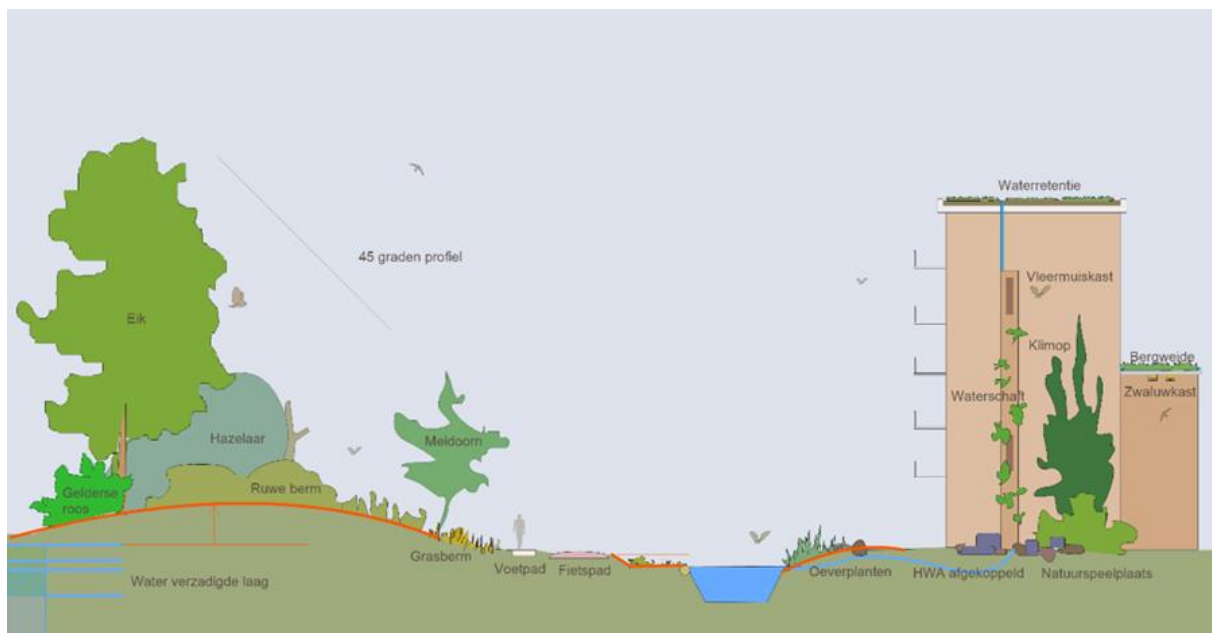 Waterretentie
45 graden profiel
Vleermuiskast
Eik
Klimop
Bergweide
Zwaluwkast
Waterschaft
Hazelaar
Meidoorn
Gelderse
roos
Ruwe berm
Grasberm
Voetpad
Fietspad
Oeverplanten
HWA afgekoppeld
Natuurspeelplaats
Water verzadigde laag